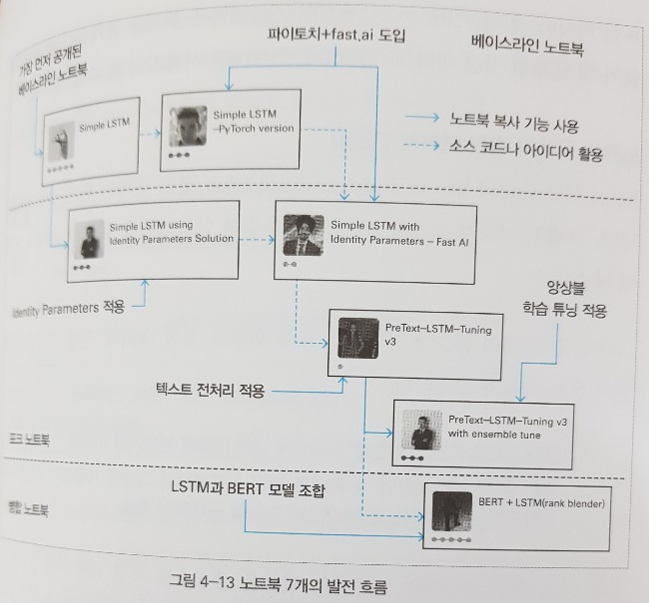 파이토치+fast.ai 도입
베이스라인 노트북
가장 먼저 공개된
베이스라인 노트북
Simple LSTM
Simple LSTM
-PyTorch version
노트북 복사 기능 사용
소스 코드나 아이디어 활용
Simple LSTM using
Identity Parameters Solution
Simple LSTM with
Identity Parameters – Fast AI
Identity Parameters 적용
앙상블
학습 튜닝 적용
PreText-LSTM-Tuning
v3
텍스트 전처리 적용
PreText-LSTM-Tuning v3
with ensemble tune
포크 노트북
LSTM과 BERT 모델 조합
BERT + LSTM(rank blender)
병합 노트북
그림 4-13 노트북 7개의 발전 흐름